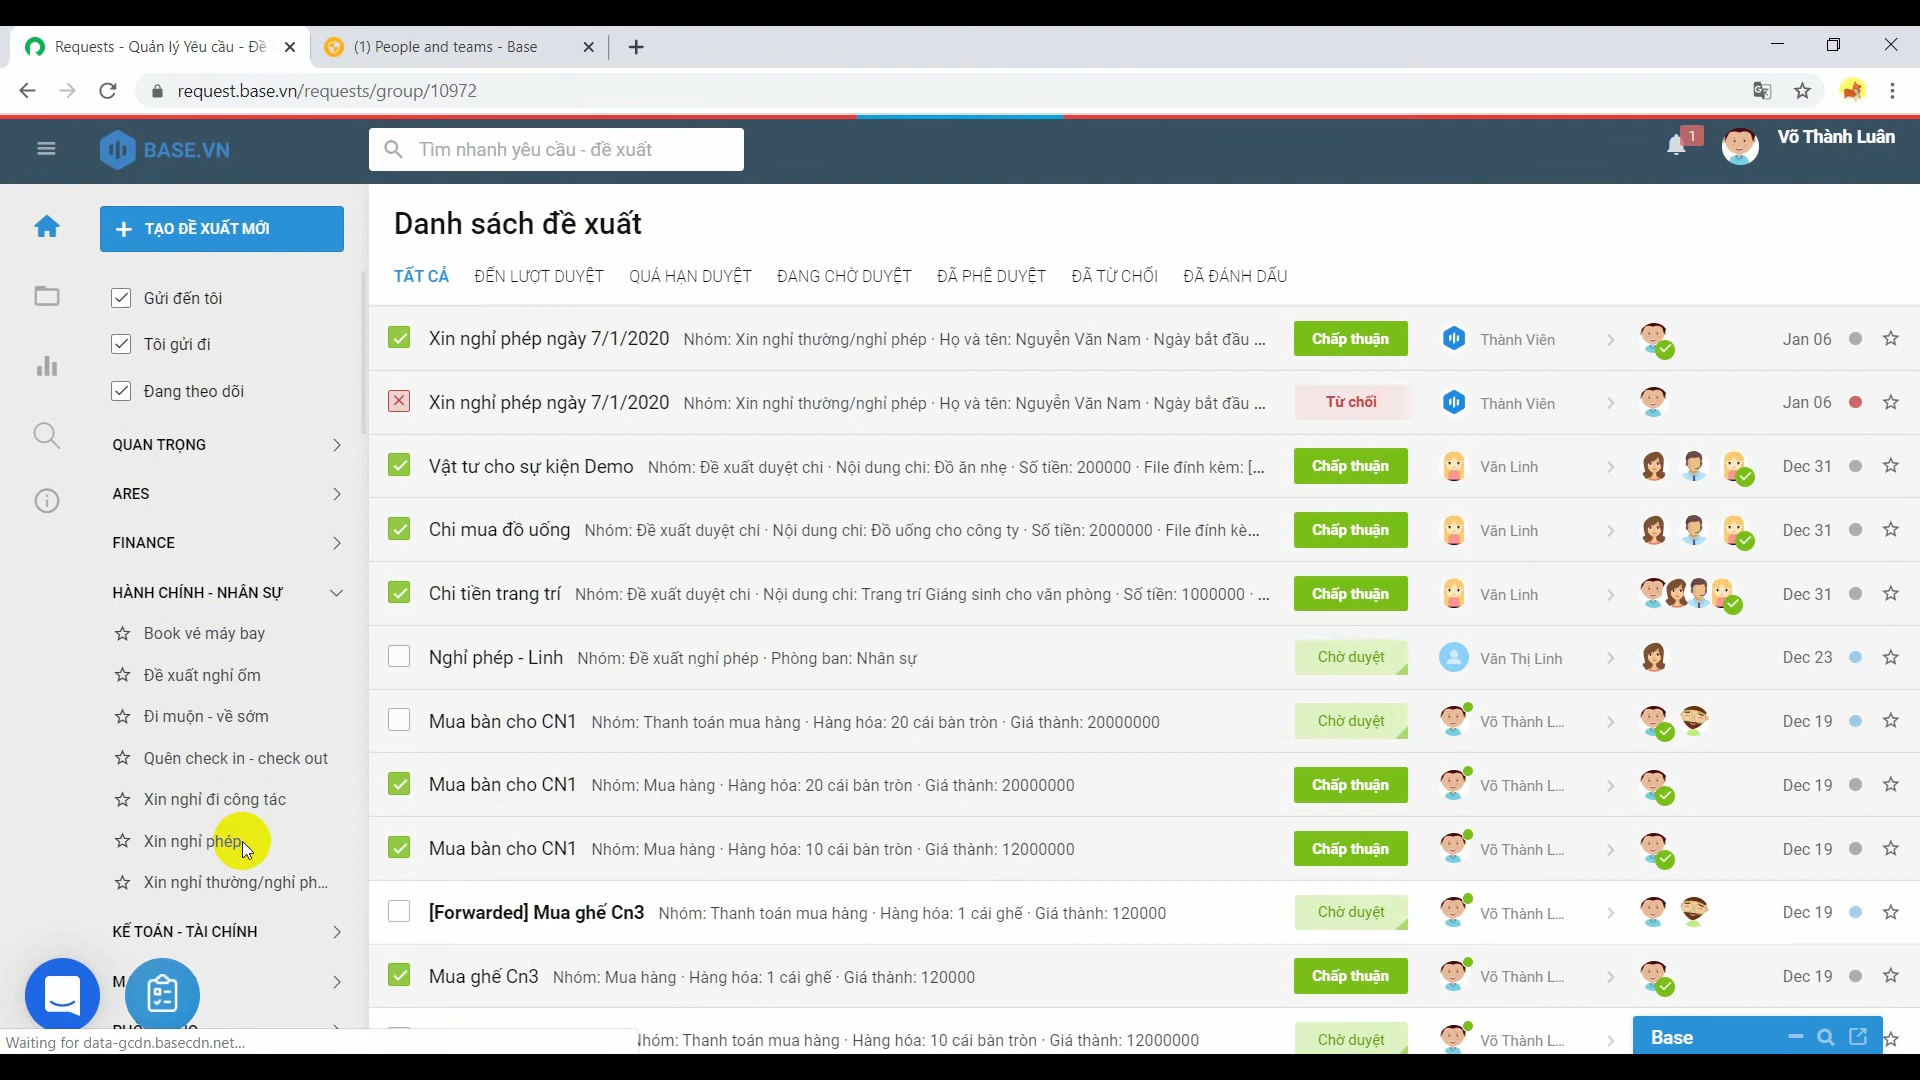 Requests - Quản lý Yêu cầu - Đề
(1) People and teams - Base
request.base.vn/requests/group/10972
BASE.VN
Tìm nhanh yêu cầu - đề xuất
1
Võ Thành Luân
TẠO ĐỀ XUẤT MỚI
Gửi đến tôi
Tôi gửi đi
Đang theo dõi
QUAN TRỌNG
ARES
FINANCE
HÀNH CHÍNH - NHÂN SỰ
Book vé máy bay
Đề xuất nghỉ ốm
Đi muộn - về sớm
Quên check in - check out
Xin nghỉ đi công tác
Xin nghỉ phép
Xin nghỉ thường/nghỉ ph...
KẾ TOÁN - TÀI CHÍNH
Waiting for data-gcdn.basecdn.net...
Danh sách đề xuất
TẤT CẢ ĐẾN LƯỢT DUYỆT QUÁ HẠN DUYỆT ĐANG CHỜ DUYỆT ĐÃ PHÊ DUYỆT ĐÃ TỪ CHỐI ĐÃ ĐÁNH DẤU
Xin nghỉ phép ngày 7/1/2020 Nhóm: Xin nghỉ thường/nghỉ phép · Họ và tên: Nguyễn Văn Nam · Ngày bắt đầu ... Chấp thuận Thành Viên Jan 06
Xin nghỉ phép ngày 7/1/2020 Nhóm: Xin nghỉ thường/nghỉ phép · Họ và tên: Nguyễn Văn Nam · Ngày bắt đầu ... Từ chối Thành Viên Jan 06
Vật tư cho sự kiện Demo Nhóm: Đề xuất duyệt chi · Nội dung chi: Đồ ăn nhẹ · Số tiền: 200000 · File đính kèm: [... Chấp thuận Văn Linh Dec 31
Chi mua đồ uống Nhóm: Đề xuất duyệt chi · Nội dung chi: Đồ uống cho công ty · Số tiền: 2000000 · File đính kè... Chấp thuận Văn Linh Dec 31
Chi tiền trang trí Nhóm: Đề xuất duyệt chi · Nội dung chi: Trang trí Giáng sinh cho văn phòng · Số tiền: 1000000 · ... Chấp thuận Văn Linh Dec 31
Nghỉ phép - Linh Nhóm: Đề xuất nghỉ phép · Phòng ban: Nhân sự Chờ duyệt Văn Thị Linh Dec 23
Mua bàn cho CN1 Nhóm: Thanh toán mua hàng · Hàng hóa: 20 cái bàn tròn · Giá thành: 20000000 Chờ duyệt Võ Thành L... Dec 19
Mua bàn cho CN1 Nhóm: Mua hàng · Hàng hóa: 20 cái bàn tròn · Giá thành: 20000000 Chấp thuận Võ Thành L... Dec 19
Mua bàn cho CN1 Nhóm: Mua hàng · Hàng hóa: 10 cái bàn tròn · Giá thành: 12000000 Chấp thuận Võ Thành L... Dec 19
[Forwarded] Mua ghế Cn3 Nhóm: Thanh toán mua hàng · Hàng hóa: 1 cái ghế · Giá thành: 120000 Chờ duyệt Võ Thành L... Dec 19
Mua ghế Cn3 Nhóm: Mua hàng · Hàng hóa: 1 cái ghế · Giá thành: 120000 Chấp thuận Võ Thành L... Dec 19
Nhóm: Thanh toán mua hàng · Hàng hóa: 10 cái bàn tròn · Giá thành: 12000000 Chờ duyệt Võ Thành L...
Base